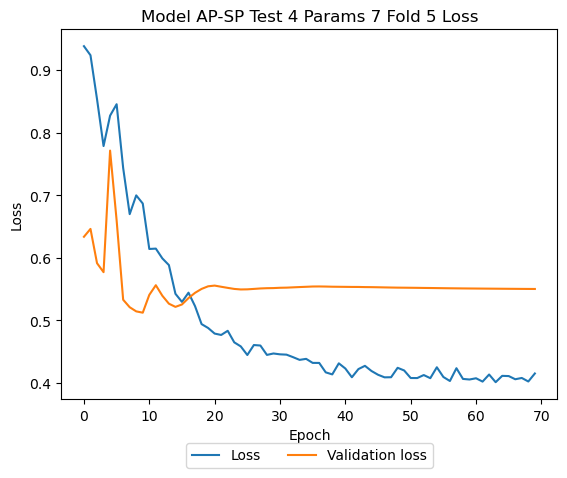 Model AP-SP Test 4 Params 7 Fold 5 Loss
Loss
0.9
0.8
0.7
0.6
0.5
0.4
0 10 20 30 40 50 60 70
Epoch
Loss Validation loss